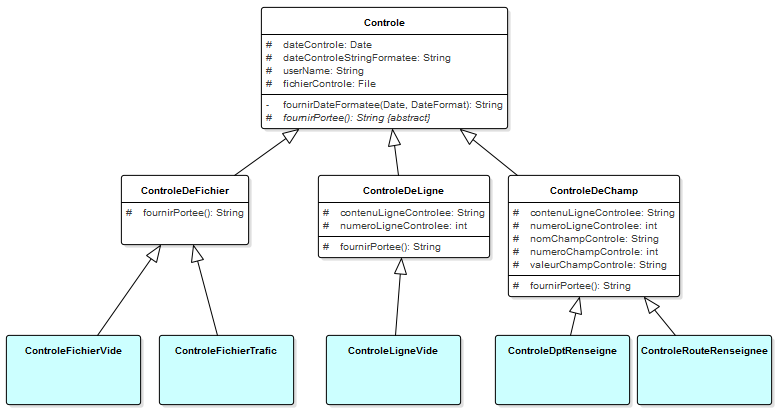 Controle
# dateControle: Date
# dateControleStringFormatee: String
# userName: String
# fichierControle: File
- fournirDateFormatee(Date, DateFormat): String
# fournirPortee(): String {abstract}
ControleDeFichier
# fournirPortee(): String
ControleDeLigne
# contenuLigneControlee: String
# numeroLigneControlee: int
# fournirPortee(): String
ControleDeChamp
# contenuLigneControlee: String
# numeroLigneControlee: int
# nomChampControle: String
# numeroChampControle: int
# valeurChampControle: String
# fournirPortee(): String
ControleFichierVide
ControleFichierTrafic
ControleLigneVide
ControleDptRenseigne
ControleRouteRenseignee